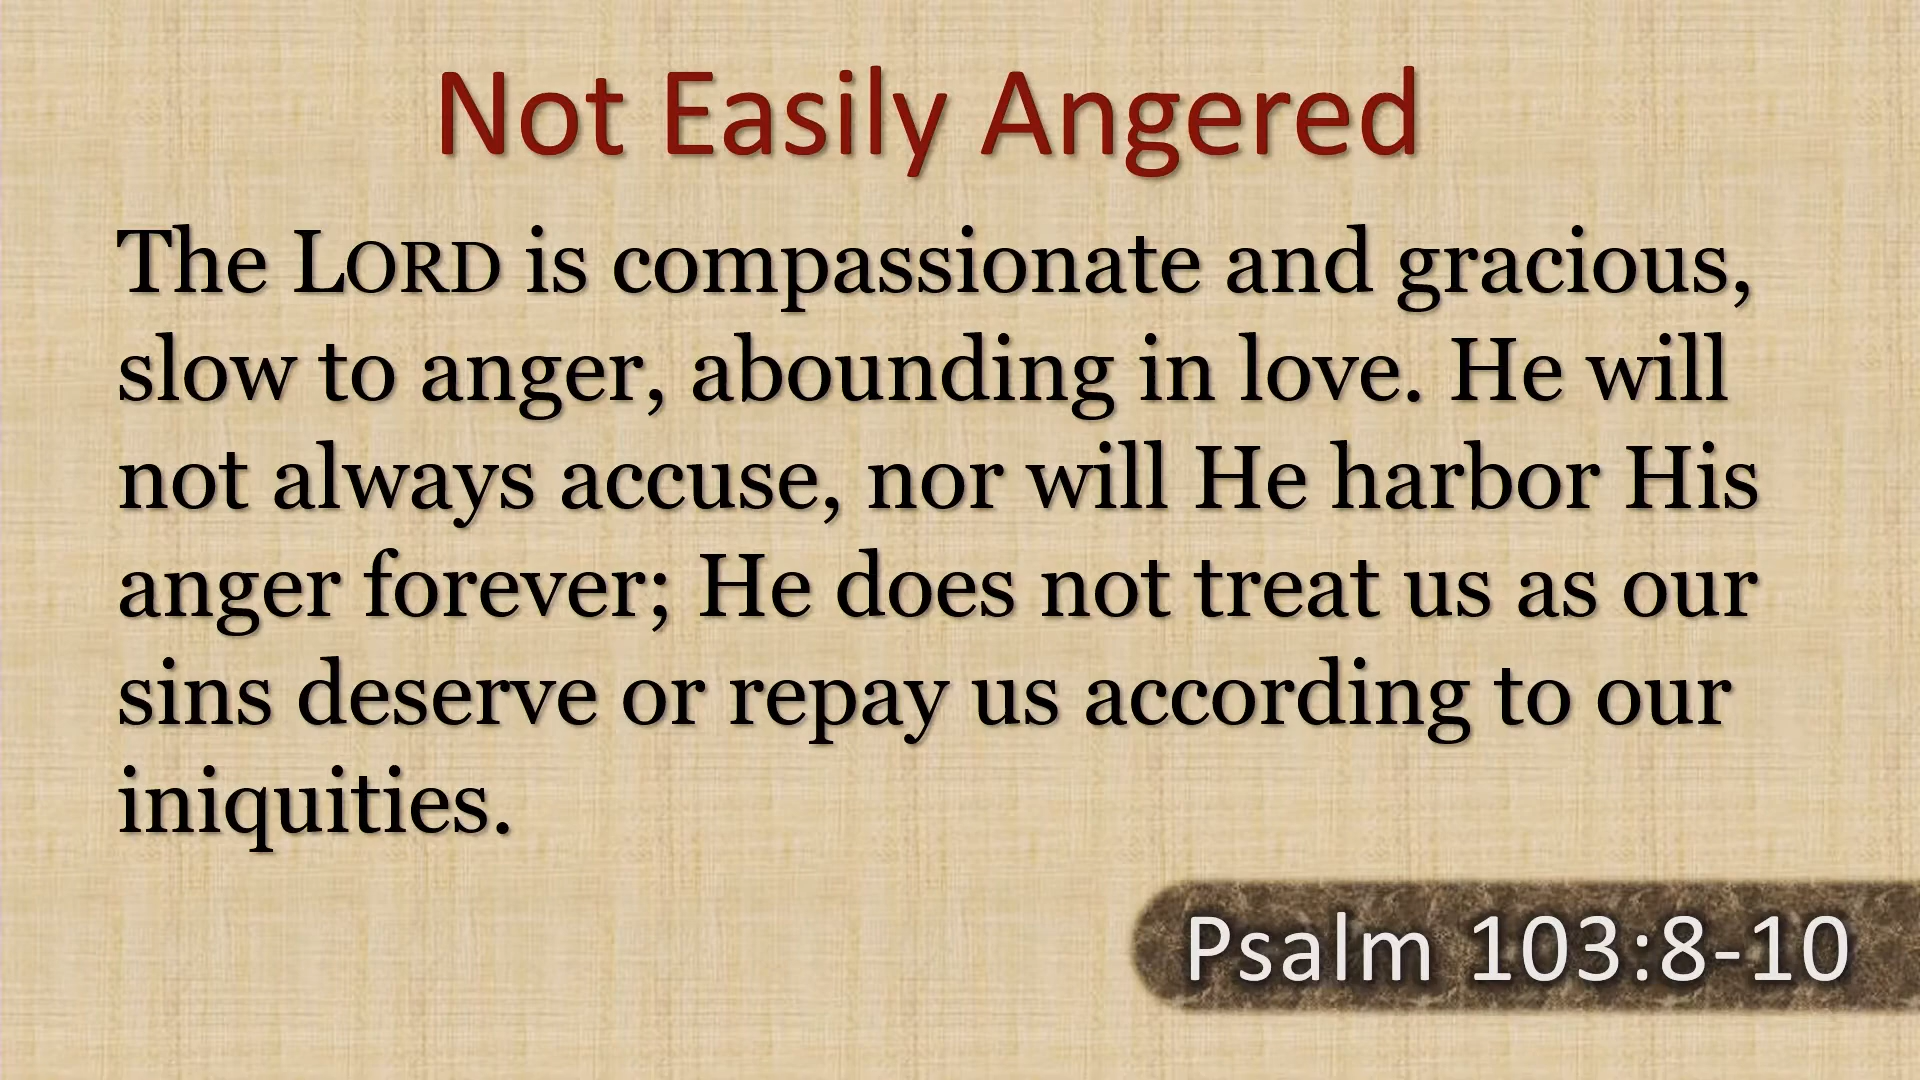 Not Easily Angered
The LORD is compassionate and gracious,
slow to anger, abounding in love. He will
not always accuse, nor will He harbor His
anger forever; He does not treat us as our
sins deserve or repay us according to our
iniquities.
Psalm 103:8-10